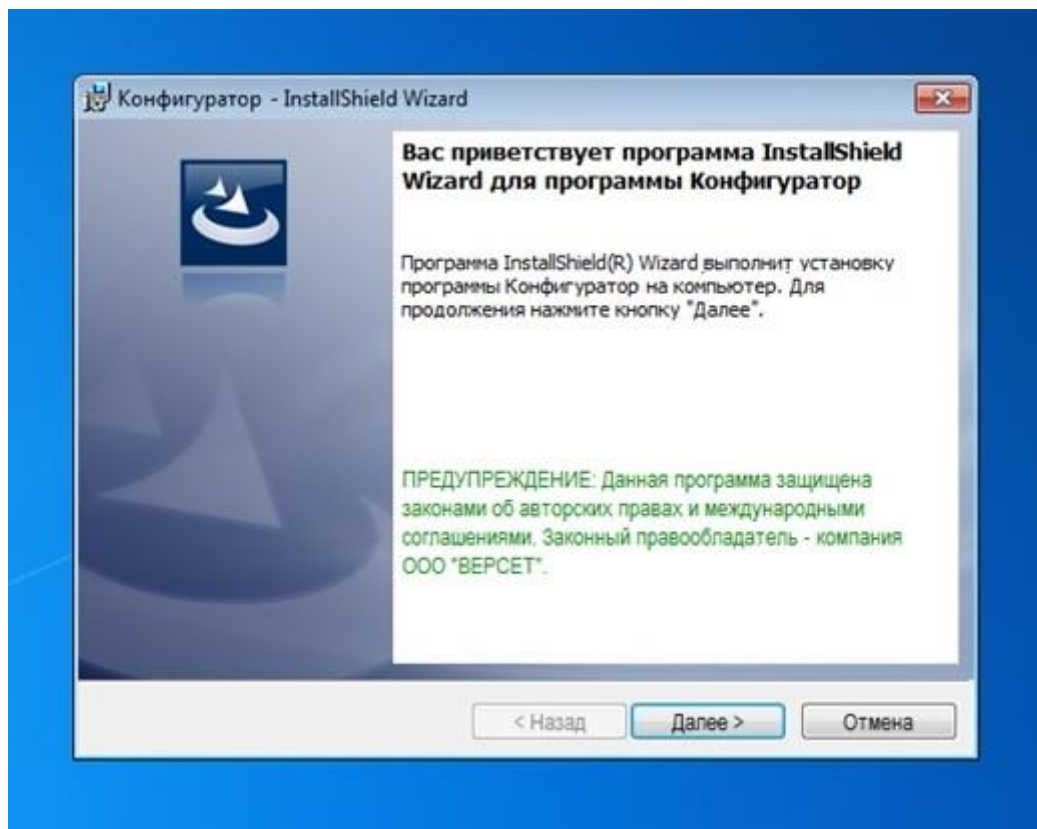 Конфигуратор - InstallShield Wizard
Вас приветствует программа InstallShield
Wizard для программы Конфигуратор
Программа InstallShield(R) Wizard выполнит установку
программы Конфигуратор на компьютер. Для
продолжения нажмите кнопку "Далее".
ПРЕДУПРЕЖДЕНИЕ: Данная программа защищена
законами об авторских правах и международными
соглашениями. Законный правообладатель - компания
ООО "ВЕРСЕТ".
< Назад
Далее >
Отмена